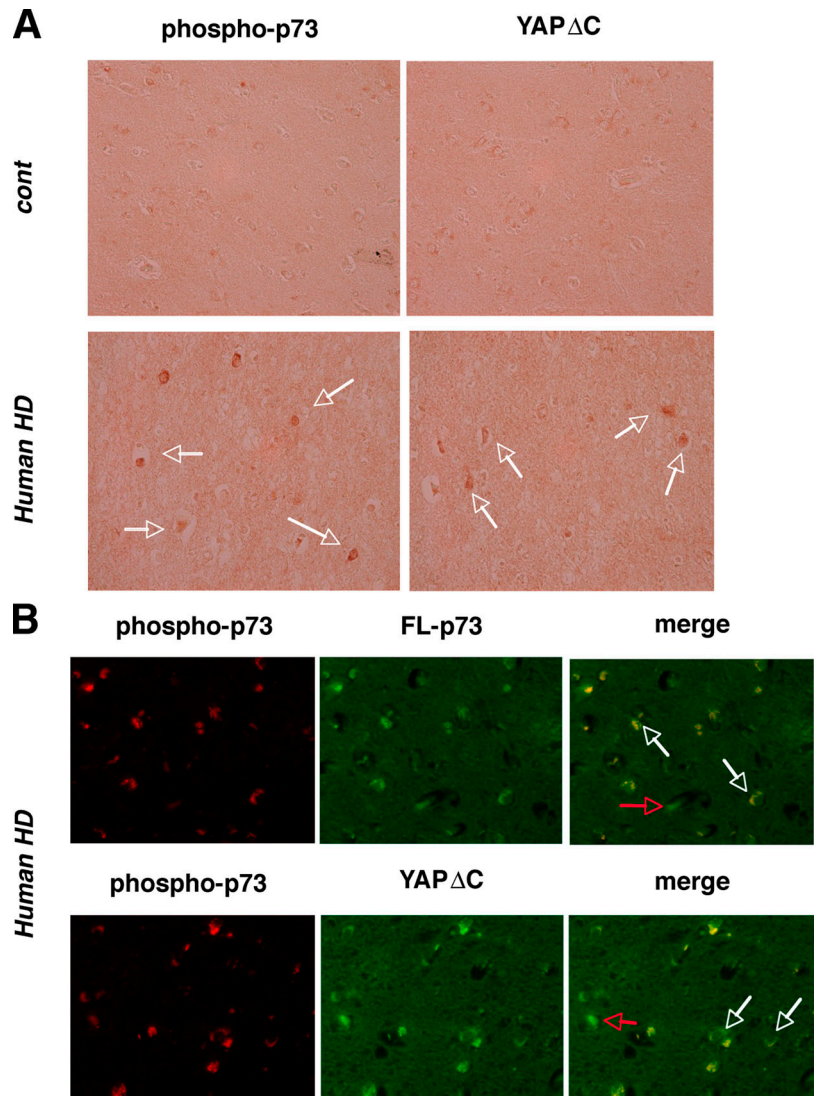 A
phospho-p73 YAPΔC
cont
Human HD
B
phospho-p73 FL-p73 merge
Human HD
phospho-p73 YAPΔC merge